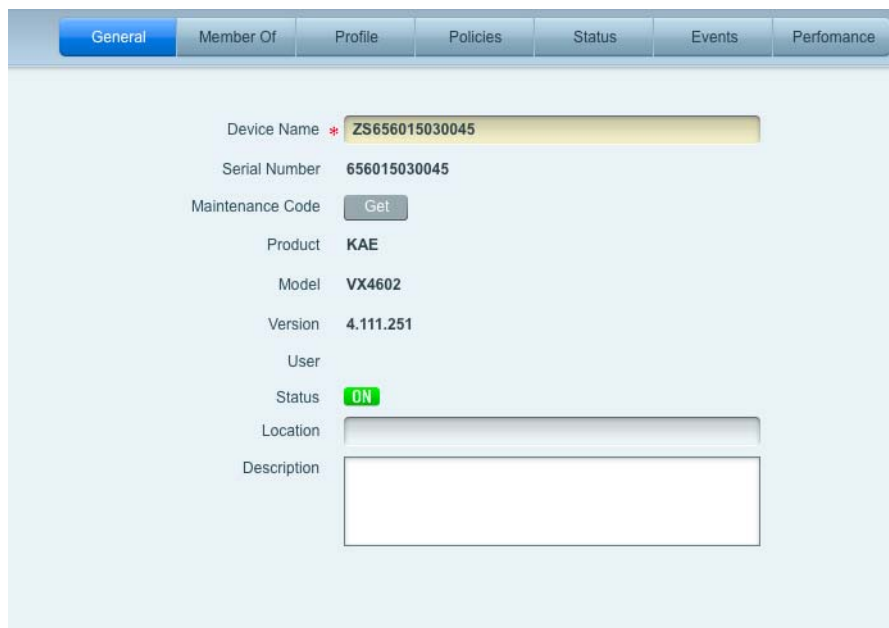 General Member Of Profile Policies Status Events Perfomance
Device Name * ZS656015030045
Serial Number 656015030045
Maintenance Code Get
Product KAE
Model VX4602
Version 4.111.251
User
Status ON
Location
Description